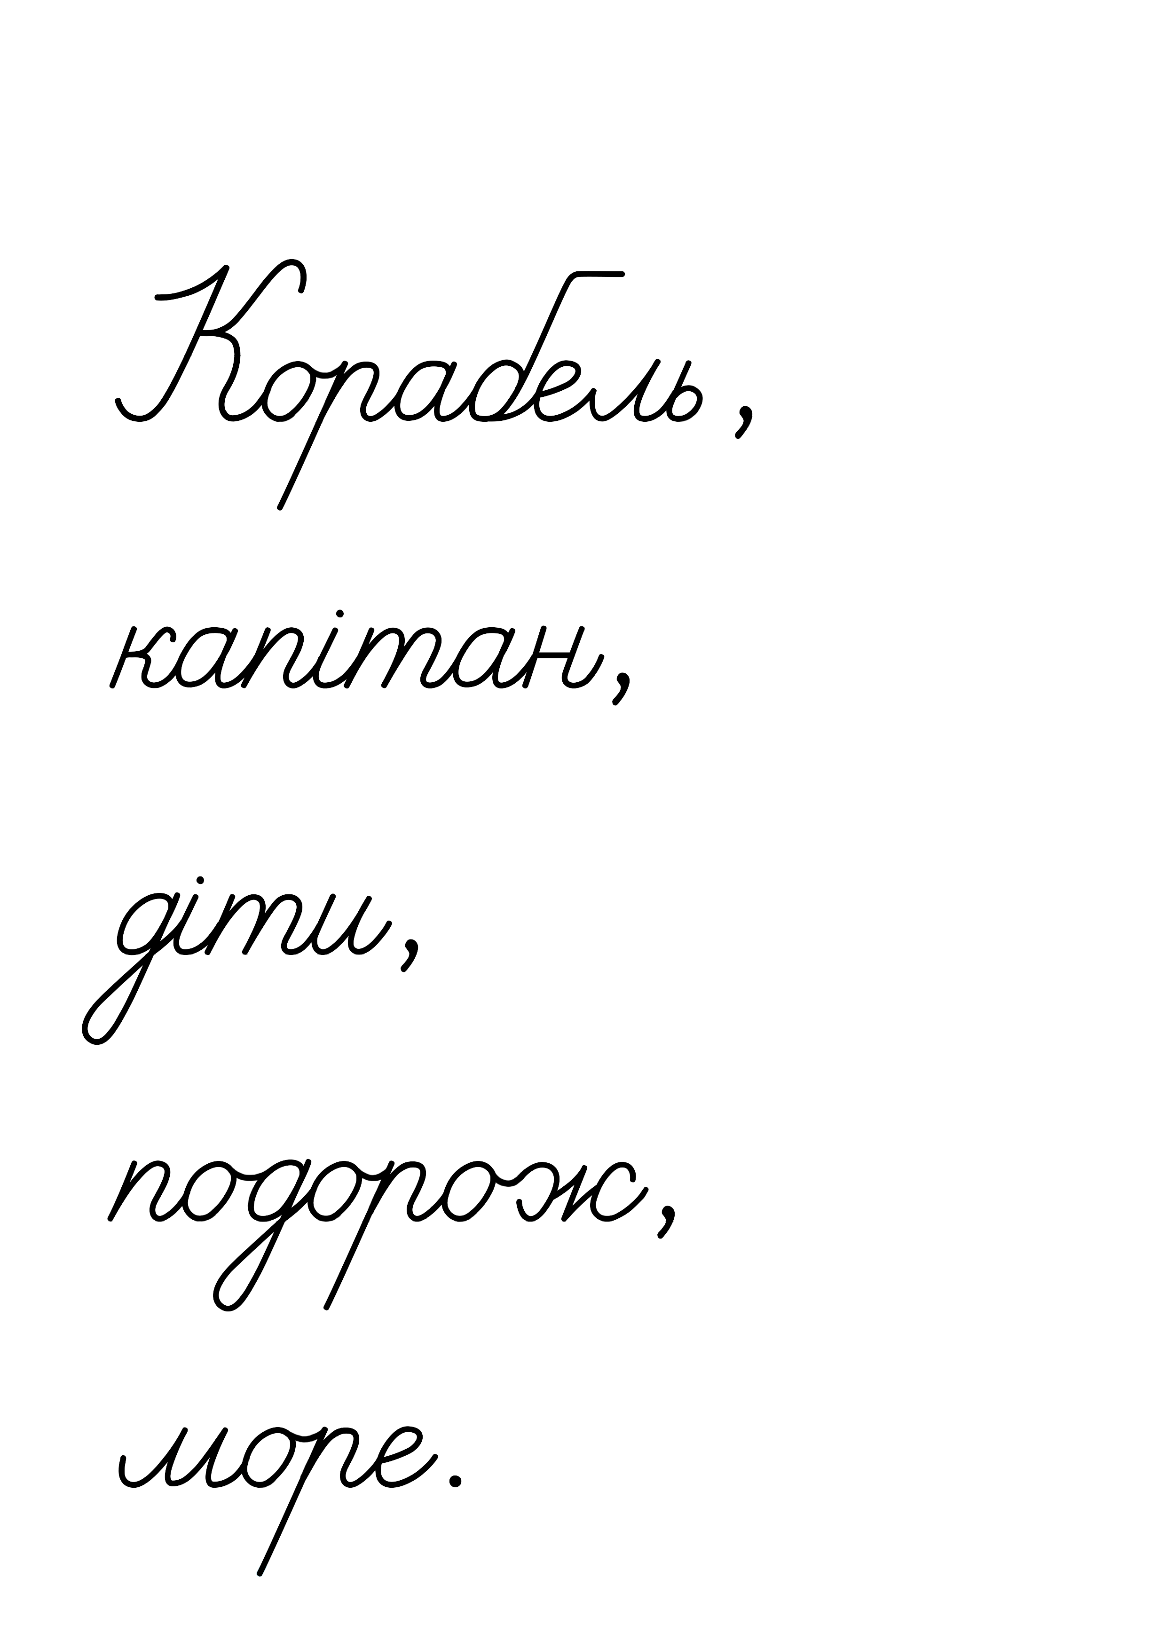 Корабель,
капітан,
діти,
подорож,
море.